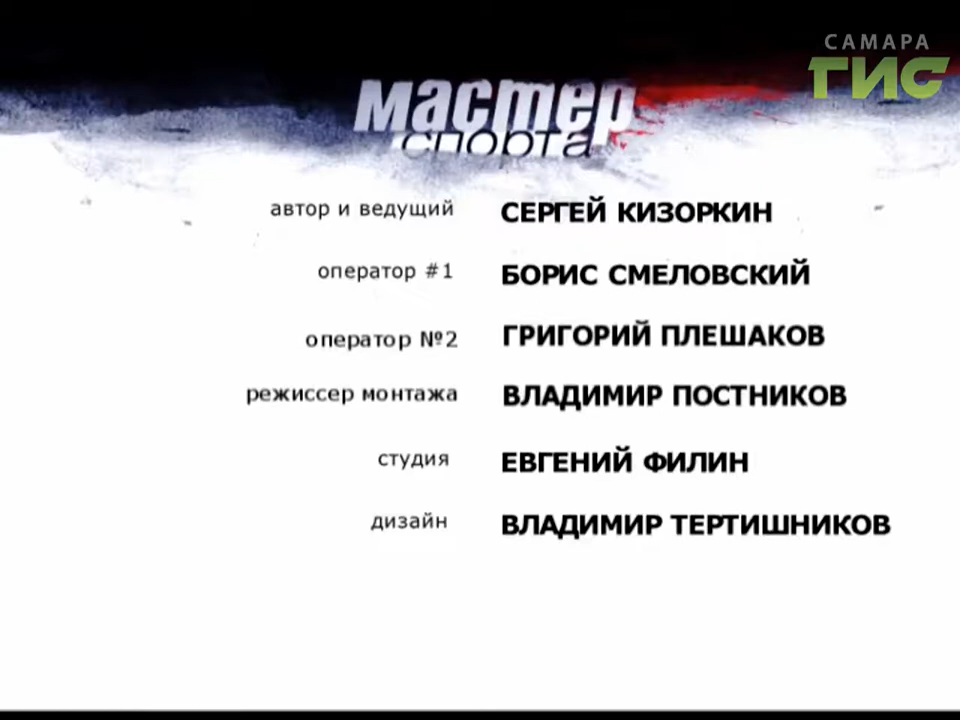 САМАРА
ГИС
мастер
спорта
автор и ведущий СЕРГЕЙ КИЗОРКИН
оператор #1 БОРИС СМЕЛОВСКИЙ
оператор №2 ГРИГОРИЙ ПЛЕШАКОВ
режиссер монтажа ВЛАДИМИР ПОСТНИКОВ
студия ЕВГЕНИЙ ФИЛИН
дизайн ВЛАДИМИР ТЕРТИШНИКОВ